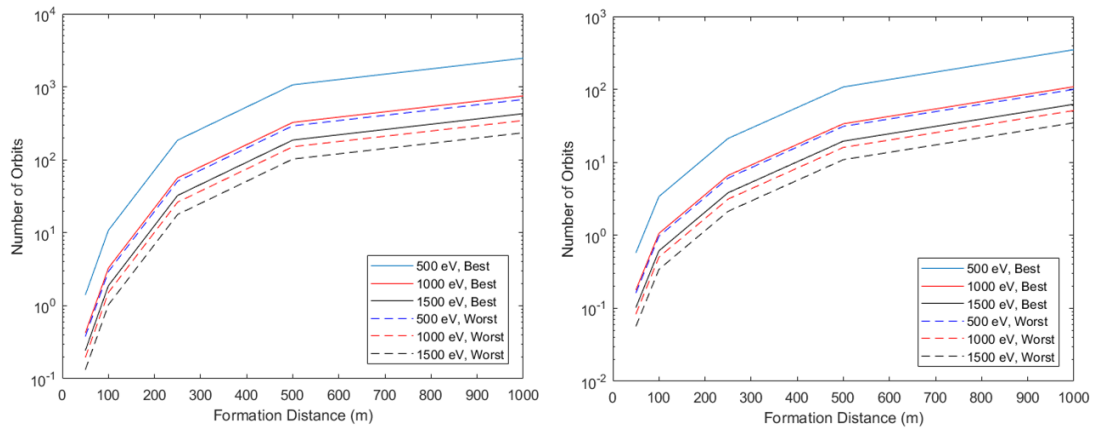 10^4
10^3
10^2
10^1
10^0
10^-1
Number of Orbits
0 100 200 300 400 500 600 700 800 900 1000
Formation Distance (m)
500 eV, Best
1000 eV, Best
1500 eV, Best
500 eV, Worst
1000 eV, Worst
1500 eV, Worst
10^3
10^2
10^1
10^0
10^-1
10^-2
Number of Orbits
0 100 200 300 400 500 600 700 800 900 1000
Formation Distance (m)
500 eV, Best
1000 eV, Best
1500 eV, Best
500 eV, Worst
1000 eV, Worst
1500 eV, Worst